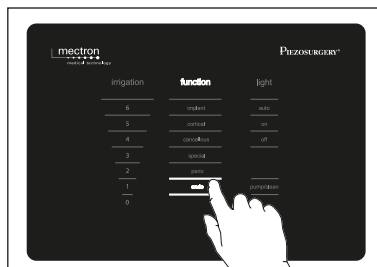 mectron
medical technology
PIEZOSURGERY®
irrigation function light
6 implant auto
5 cortical on
4 cancellous off
3 special
2 perio
1 endo pump/clean
0